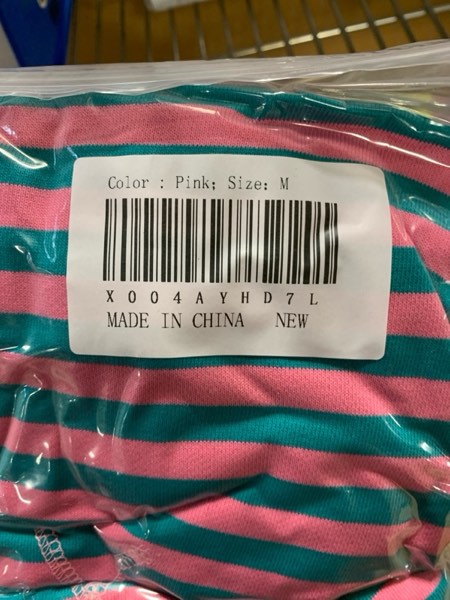 Color : Pink; Size: M
X004AYHD7L
MADE IN CHINA NEW